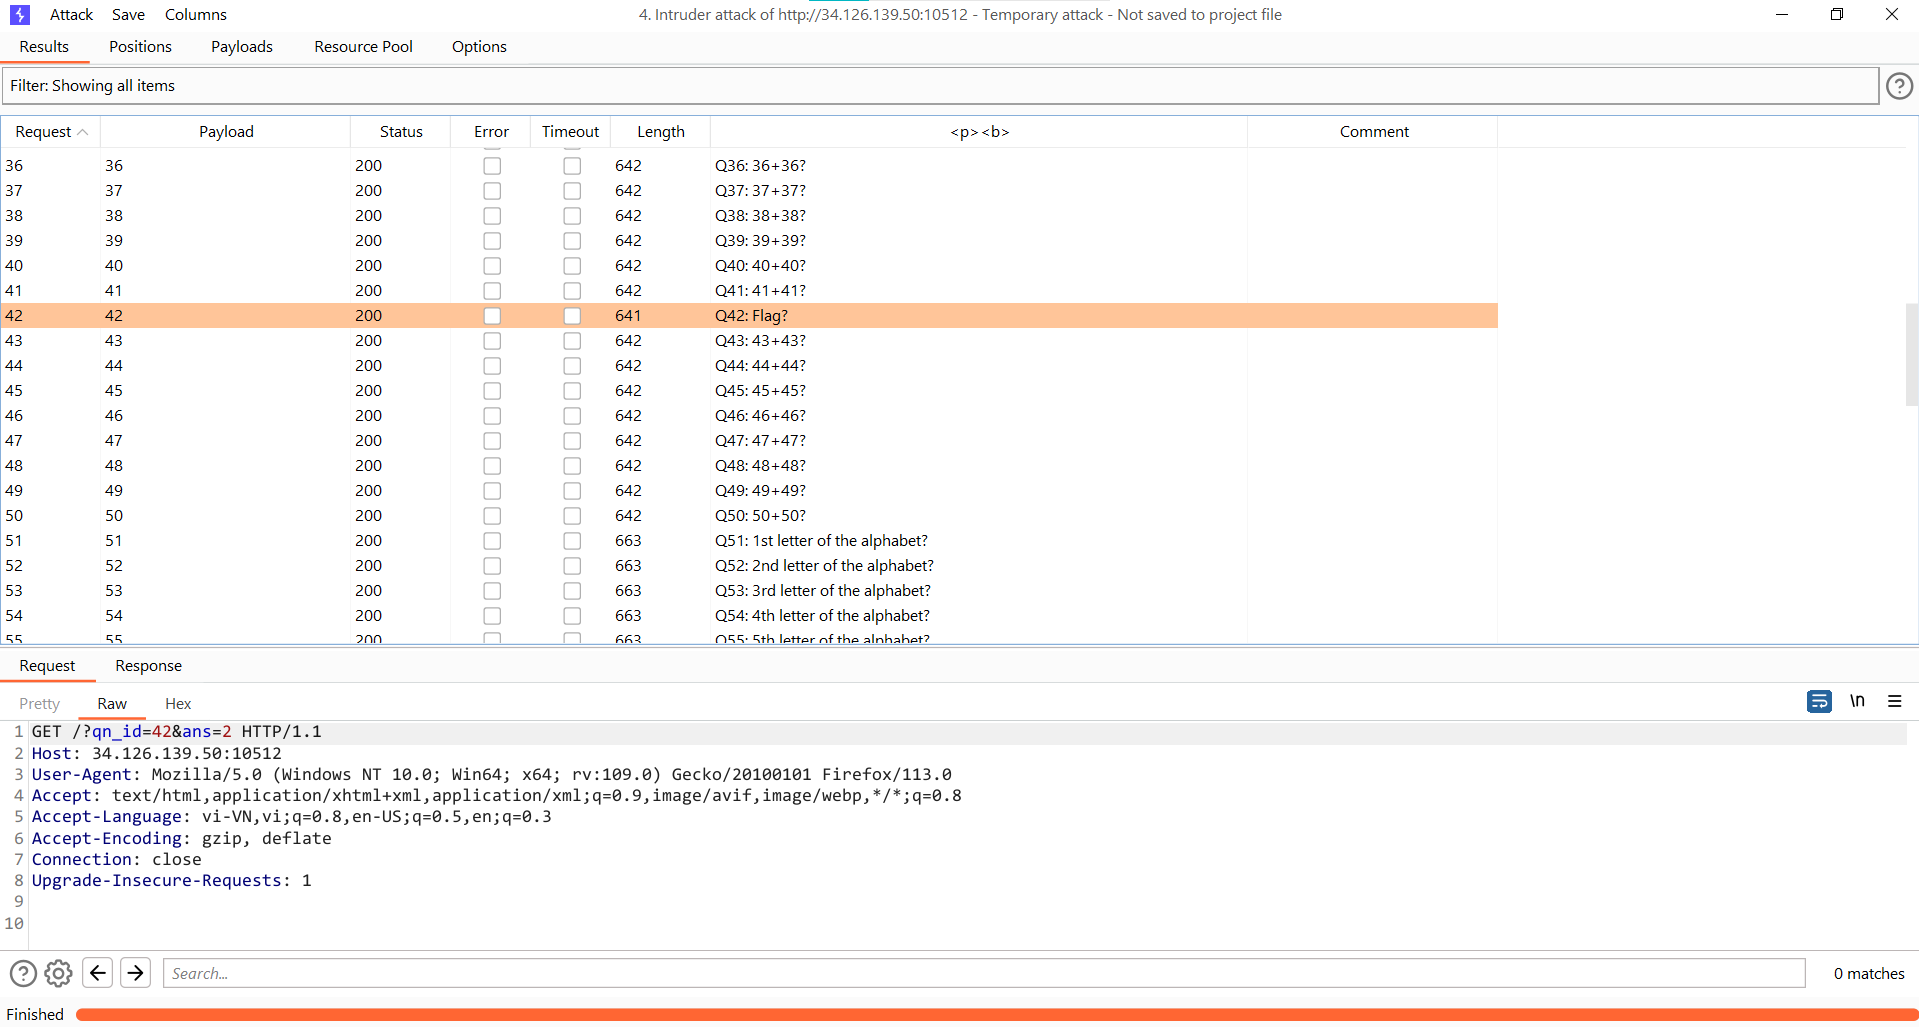 Attack Save Columns 4. Intruder attack of http://34.126.139.50:10512 - Temporary attack - Not saved to project file
Results Positions Payloads Resource Pool Options
Filter: Showing all items
Request Payload Status Error Timeout Length <p><b> Comment
36 36 200 642 Q36: 36+36?
37 37 200 642 Q37: 37+37?
38 38 200 642 Q38: 38+38?
39 39 200 642 Q39: 39+39?
40 40 200 642 Q40: 40+40?
41 41 200 642 Q41: 41+41?
42 42 200 641 Q42: Flag?
43 43 200 642 Q43: 43+43?
44 44 200 642 Q44: 44+44?
45 45 200 642 Q45: 45+45?
46 46 200 642 Q46: 46+46?
47 47 200 642 Q47: 47+47?
48 48 200 642 Q48: 48+48?
49 49 200 642 Q49: 49+49?
50 50 200 642 Q50: 50+50?
51 51 200 663 Q51: 1st letter of the alphabet?
52 52 200 663 Q52: 2nd letter of the alphabet?
53 53 200 663 Q53: 3rd letter of the alphabet?
54 54 200 663 Q54: 4th letter of the alphabet?
55 55 200 663 Q55: 5th letter of the alphabet?
Request Response
Pretty Raw Hex \n
1 GET /?qn_id=42&ans=2 HTTP/1.1
2 Host: 34.126.139.50:10512
3 User-Agent: Mozilla/5.0 (Windows NT 10.0; Win64; x64; rv:109.0) Gecko/20100101 Firefox/113.0
4 Accept: text/html,application/xhtml+xml,application/xml;q=0.9,image/avif,image/webp,*/*;q=0.8
5 Accept-Language: vi-VN,vi;q=0.8,en-US;q=0.5,en;q=0.3
6 Accept-Encoding: gzip, deflate
7 Connection: close
8 Upgrade-Insecure-Requests: 1
9
10
Search... 0 matches
Finished